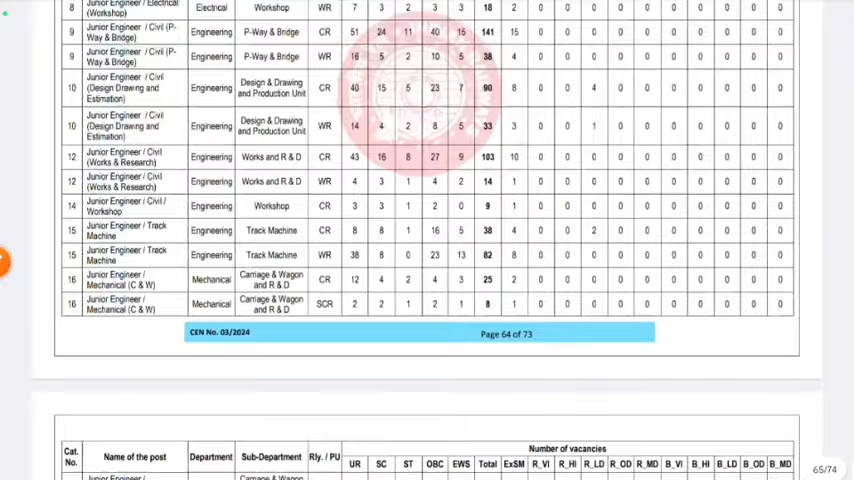 8 Junior Engineer / Electrical (Workshop) Electrical Workshop WR 7 3 2 3 3 18 2 0 0 0 0 0 0 0 0 0 0
9 Junior Engineer / Civil (P-Way & Bridge) Engineering P-Way & Bridge CR 51 24 11 40 15 141 15 0 0 0 0 0 0 0 0 0 0
9 Junior Engineer / Civil (P-Way & Bridge) Engineering P-Way & Bridge WR 16 5 2 10 5 38 4 0 0 0 0 0 0 0 0 0 0
10 Junior Engineer / Civil (Design Drawing and Estimation) Engineering Design & Drawing and Production Unit CR 40 15 5 23 7 90 8 0 0 4 0 0 0 0 0 0 0
10 Junior Engineer / Civil (Design Drawing and Estimation) Engineering Design & Drawing and Production Unit WR 14 4 2 8 5 33 3 0 0 1 0 0 0 0 0 0 0
12 Junior Engineer / Civil (Works & Research) Engineering Works and R & D CR 43 16 8 27 9 103 10 0 0 0 0 0 0 0 0 0 0
12 Junior Engineer / Civil (Works & Research) Engineering Works and R & D WR 4 3 1 4 2 14 1 0 0 0 0 0 0 0 0 0 0
14 Junior Engineer / Civil / Workshop Engineering Workshop CR 3 3 1 2 0 9 1 0 0 0 0 0 0 0 0 0 0
15 Junior Engineer / Track Machine Engineering Track Machine CR 8 8 1 16 5 38 4 0 0 2 0 0 0 0 0 0 0
15 Junior Engineer / Track Machine Engineering Track Machine WR 38 8 0 23 13 82 8 0 0 0 0 0 0 0 0 0 0
16 Junior Engineer / Mechanical (C & W) Mechanical Carriage & Wagon and R & D CR 12 4 2 4 3 25 2 0 0 0 0 0 0 0 0 0 0
16 Junior Engineer / Mechanical (C & W) Mechanical Carriage & Wagon and R & D SCR 2 2 1 2 1 8 1 0 0 0 0 0 0 0 0 0 0
CEN No. 03/2024 Page 64 of 73
Number of vacancies
Cat. No. Name of the post Department Sub-Department Rly. / PU UR SC ST OBC EWS Total ExSM R_VI R_HI R_LD R_OD R_MD B_VI B_HI B_LD B_OD B_MD
65/74